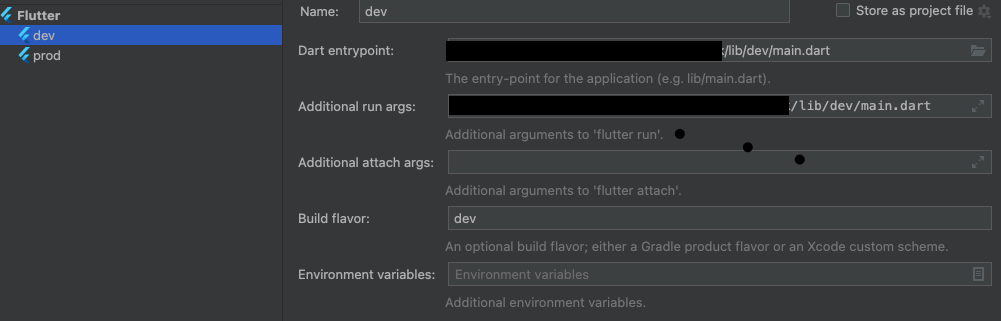 Flutter
dev
prod
Name: dev
Store as project file
Dart entrypoint: /lib/dev/main.dart
The entry-point for the application (e.g. lib/main.dart).
Additional run args: /lib/dev/main.dart
Additional arguments to 'flutter run'.
Additional attach args:
Additional arguments to 'flutter attach'.
Build flavor: dev
An optional build flavor; either a Gradle product flavor or an Xcode custom scheme.
Environment variables: Environment variables
Additional environment variables.